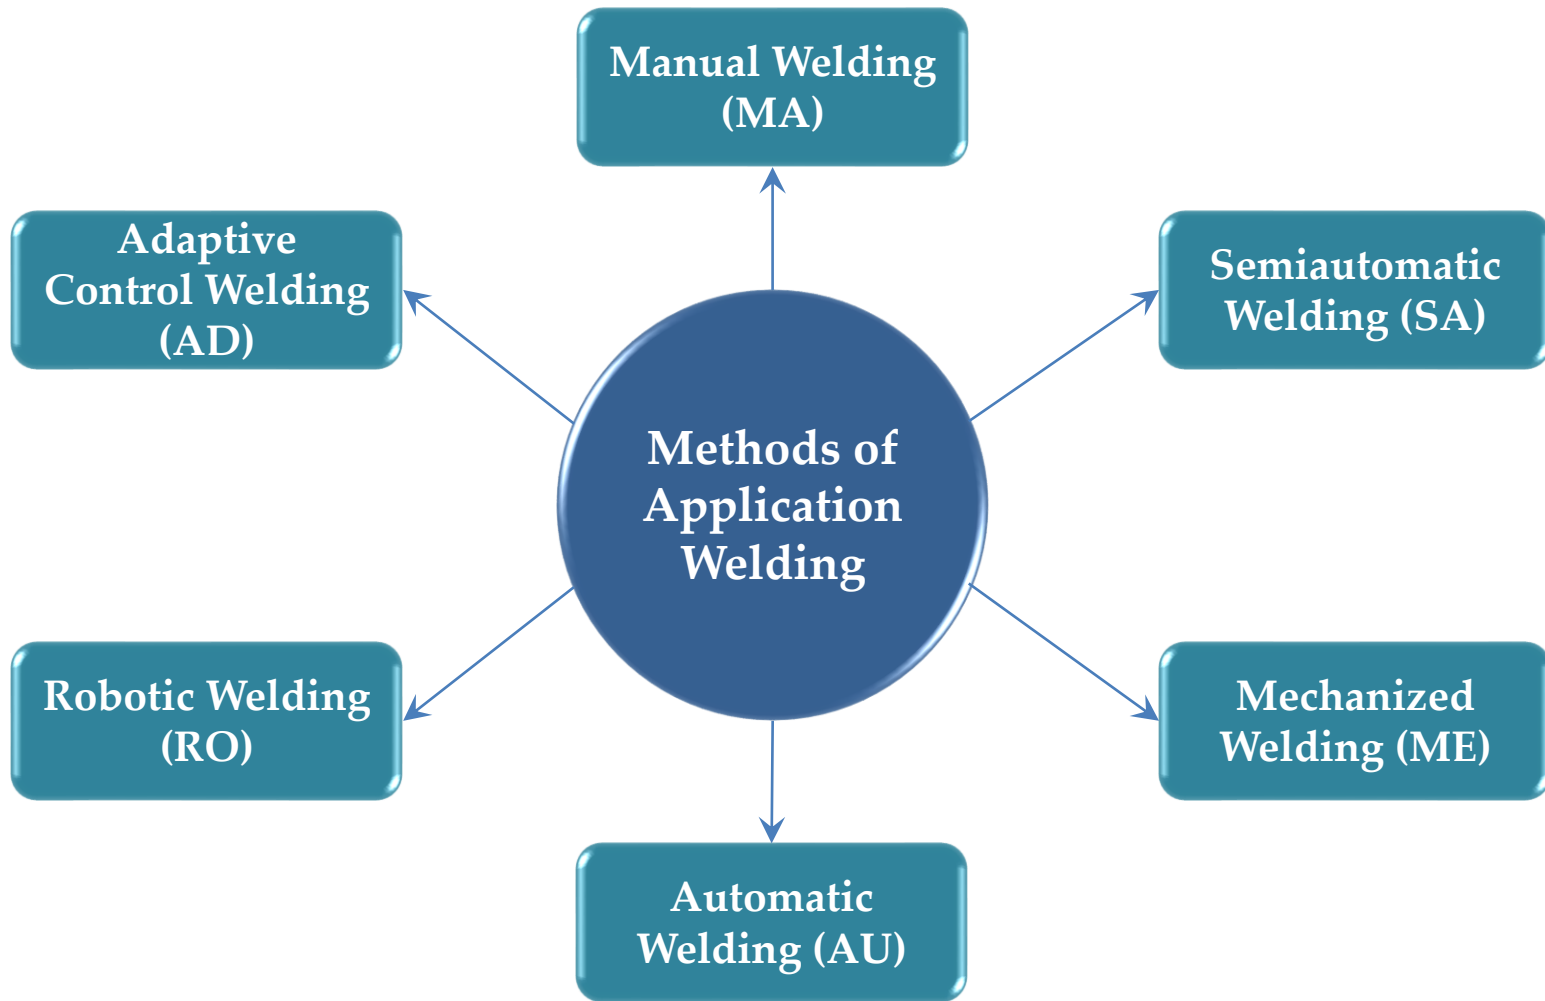 Manual Welding
(MA)
Adaptive
Control Welding
(AD)
Semiautomatic
Welding (SA)
Methods of
Application
Welding
Robotic Welding
(RO)
Mechanized
Welding (ME)
Automatic
Welding (AU)